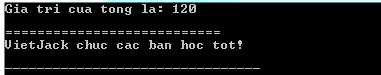 Gia tri cua tong la: 120
===========================
VietJack chuc cac ban hoc tot!
--------------------------------